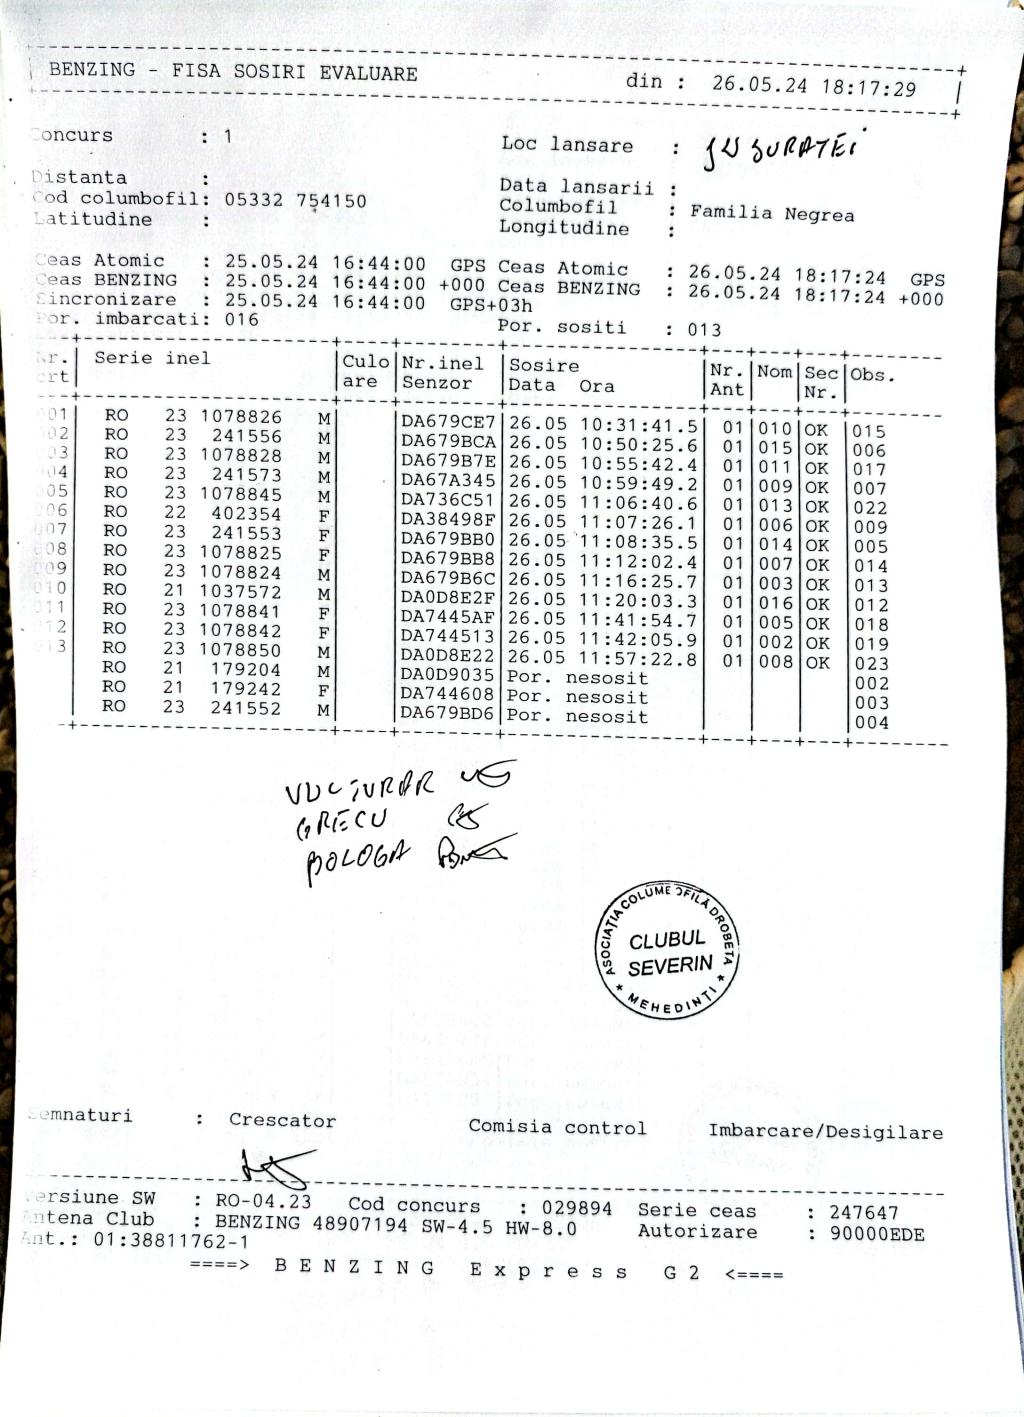 BENZING - FISA SOSIRI EVALUARE din : 26.05.24 18:17:29
Concurs : 1 Loc lansare : INSURATEI
Distanta : Data lansarii :
Cod columbofil: 05332 754150 Columbofil : Familia Negrea
Latitudine : Longitudine :
Ceas Atomic : 25.05.24 16:44:00 GPS Ceas Atomic : 26.05.24 18:17:24 GPS
Ceas BENZING : 25.05.24 16:44:00 +000 Ceas BENZING : 26.05.24 18:17:24 +000
Sincronizare : 25.05.24 16:44:00 GPS+03h
Por. imbarcati: 016 Por. sositi : 013
Nr. Serie inel Culo Nr.inel Sosire Nr. Nom Sec Obs.
crt are Senzor Data Ora Ant Nr.
001 RO 23 1078826 M DA679CE7 26.05 10:31:41.5 01 010 OK 015
002 RO 23 241556 M DA679BCA 26.05 10:50:25.6 01 015 OK 006
003 RO 23 1078828 M DA679B7E 26.05 10:55:42.4 01 011 OK 017
004 RO 23 241573 M DA67A345 26.05 10:59:49.2 01 009 OK 007
005 RO 23 1078845 M DA736C51 26.05 11:06:40.6 01 013 OK 022
006 RO 22 402354 F DA38498F 26.05 11:07:26.1 01 006 OK 009
007 RO 23 241553 F DA679BB0 26.05 11:08:35.5 01 014 OK 005
008 RO 23 1078825 F DA679BB8 26.05 11:12:02.4 01 007 OK 014
009 RO 23 1078824 M DA679B6C 26.05 11:16:25.7 01 003 OK 013
010 RO 21 1037572 M DA0D8E2F 26.05 11:20:03.3 01 016 OK 012
011 RO 23 1078841 F DA7445AF 26.05 11:41:54.7 01 005 OK 018
012 RO 23 1078842 F DA744513 26.05 11:42:05.9 01 002 OK 019
013 RO 23 1078850 M DA0D8E22 26.05 11:57:22.8 01 008 OK 023
RO 21 179204 M DA0D9035 Por. nesosit 002
RO 21 179242 F DA744608 Por. nesosit 003
RO 23 241552 M DA679BD6 Por. nesosit 004
GRECU
BOLOGA
ASOCIAȚIA COLUMBOFILĂ DROBETA
CLUBUL
SEVERIN
* MEHEDINTI *
Semnaturi : Crescator Comisia control Imbarcare/Desigilare
Versiune SW : RO-04.23 Cod concurs : 029894 Serie ceas : 247647
Antena Club : BENZING 48907194 SW-4.5 HW-8.0 Autorizare : 90000EDE
Ant.: 01:38811762-1
====> B E N Z I N G E x p r e s s G 2 <====